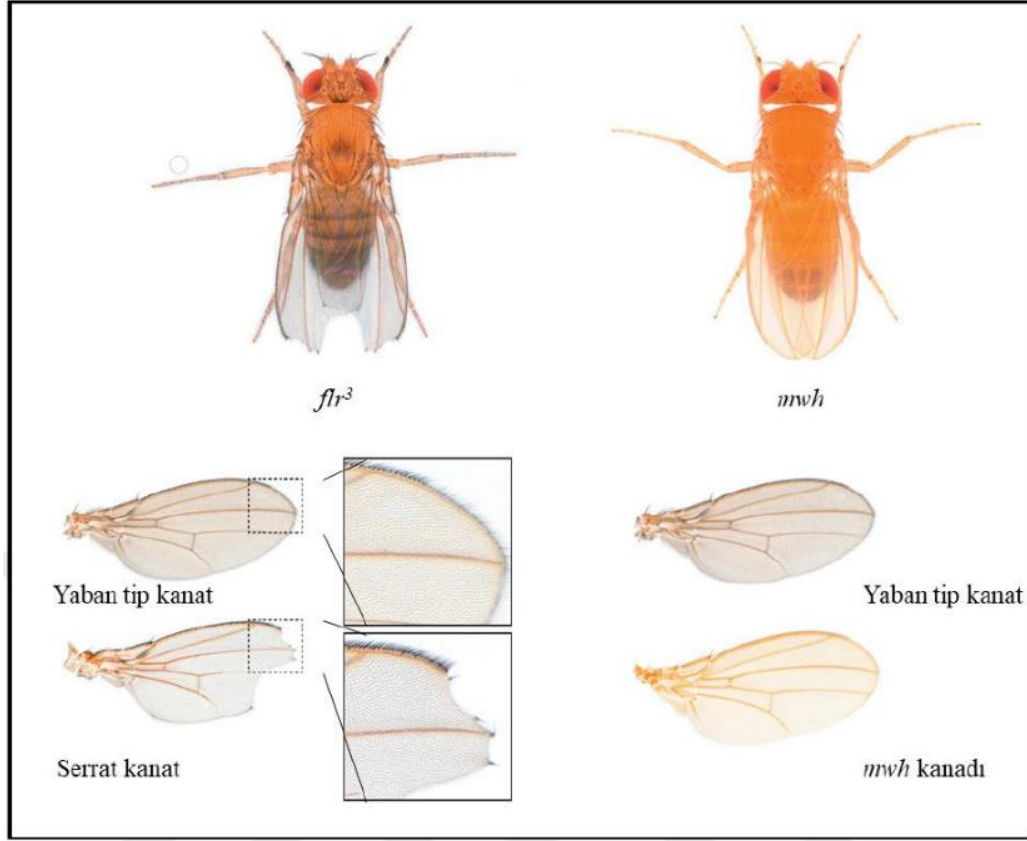 flr³
mwh
Yaban tip kanat
Yaban tip kanat
Serrat kanat
mwh kanadı